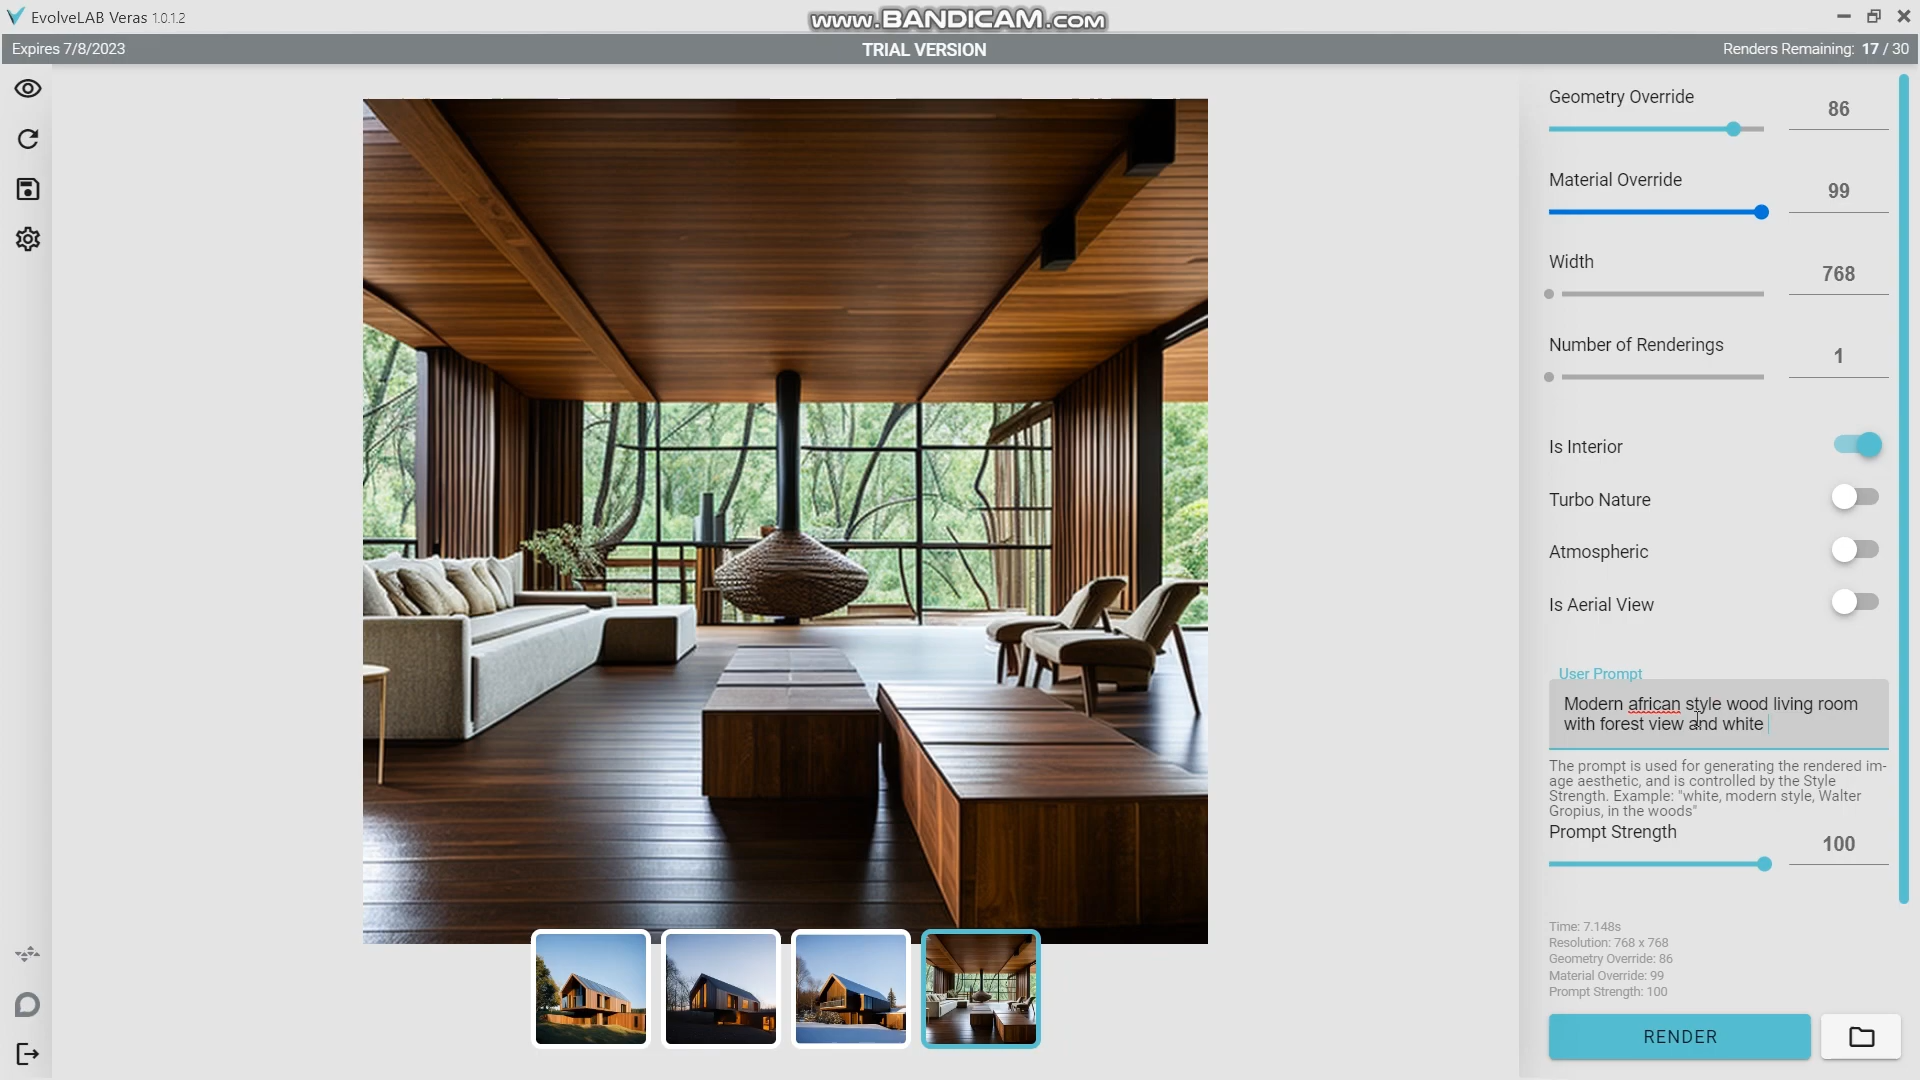 EvolveLAB Veras 1.0.1.2
www.BANDICAM.com
Expires 7/8/2023
TRIAL VERSION
Renders Remaining: 17 / 30
Geometry Override
86
Material Override
99
Width
768
Number of Renderings
1
Is Interior
Turbo Nature
Atmospheric
Is Aerial View
User Prompt
Modern african style wood living room
with forest view and white
The prompt is used for generating the rendered im-
age aesthetic, and is controlled by the Style
Strength. Example: "white, modern style, Walter
Gropius, in the woods"
Prompt Strength
100
Time: 7.148s
Resolution: 768 x 768
Geometry Override: 86
Material Override: 99
Prompt Strength: 100
RENDER